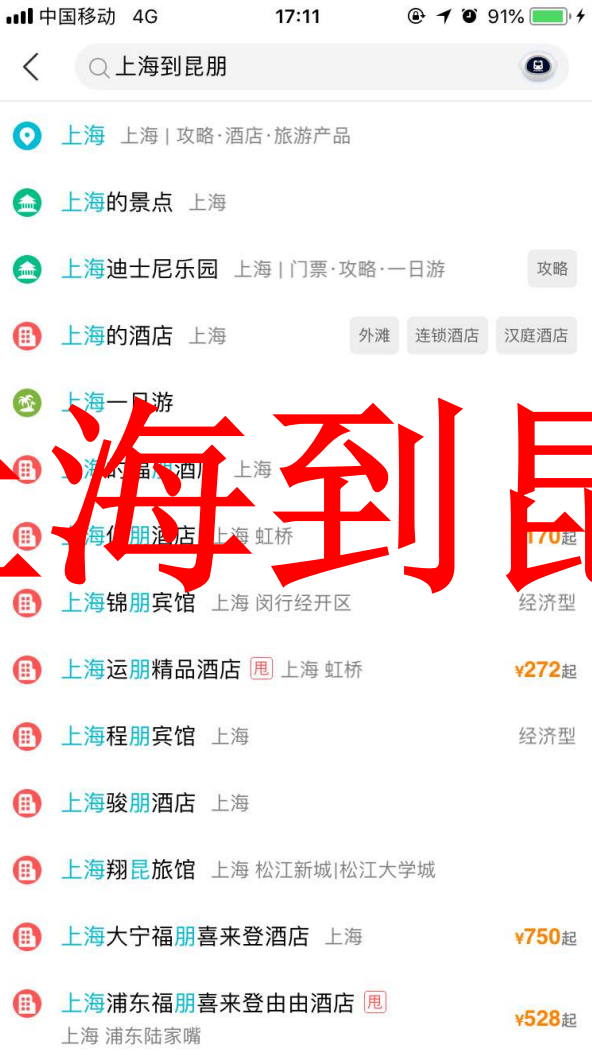 中国移动 4G 17:11 91%
上海到昆朋
上海 上海 | 攻略·酒店·旅游产品
上海的景点 上海
上海迪士尼乐园 上海 | 门票·攻略·一日游 攻略
上海的酒店 上海 外滩 连锁酒店 汉庭酒店
上海一日游
上海到昆
海的福朋酒店 上海
海 朋酒店 上海 虹桥 170起
上海锦朋宾馆 上海 闵行经开区 经济型
上海运朋精品酒店 甩 上海 虹桥 ¥272起
上海程朋宾馆 上海 经济型
上海骏朋酒店 上海
上海翔昆旅馆 上海 松江新城|松江大学城
上海大宁福朋喜来登酒店 上海 ¥750起
上海浦东福朋喜来登由由酒店 甩 ¥528起
上海 浦东陆家嘴